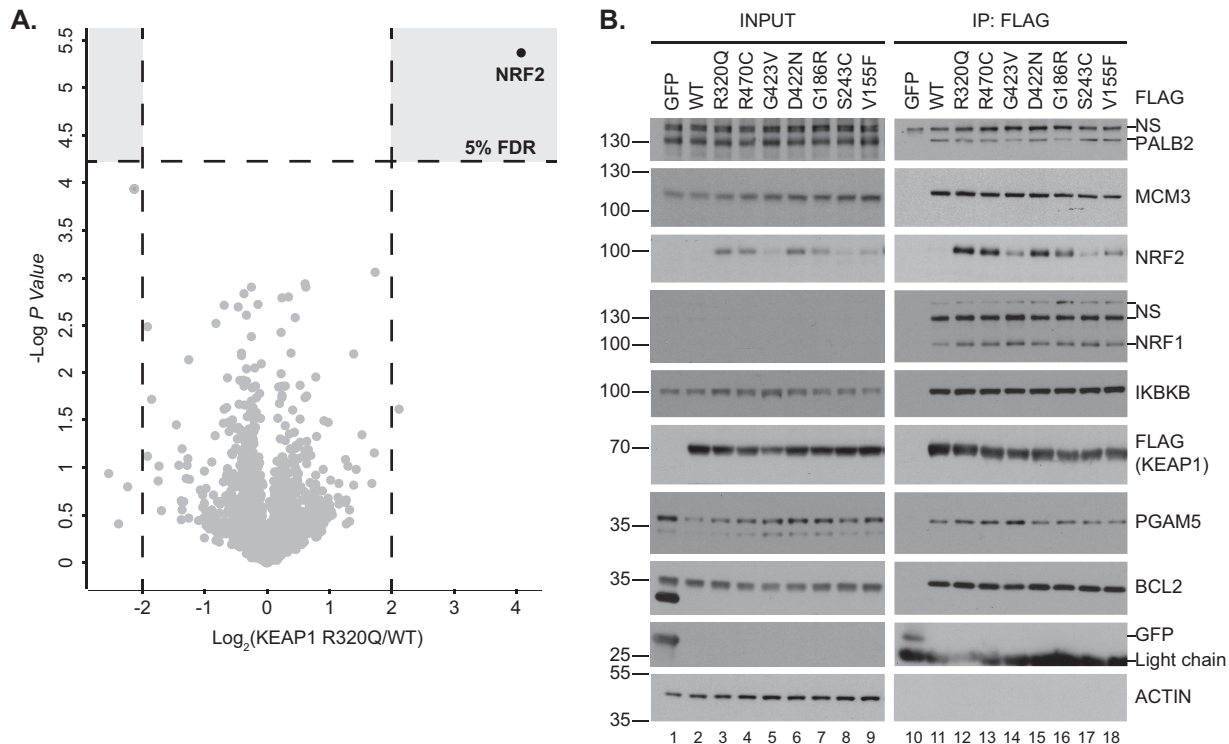 A.
5.5
5
4.5
4
3.5
3
2.5
2
1.5
1
0.5
0
-Log P Value
NRF2
5% FDR
-2 -1 0 1 2 3 4
Log2(KEAP1 R320Q/WT)
B.
INPUT IP: FLAG
GFP WT R320Q R470C G423V D422N G186R S243C V155F GFP WT R320Q R470C G423V D422N G186R S243C V155F FLAG
130 NS
PALB2
130
100 MCM3
100 NRF2
130 NS
100 NRF1
100 IKBKB
70 FLAG
(KEAP1)
35 PGAM5
35 BCL2
GFP
25 Light chain
55
ACTIN
35
1 2 3 4 5 6 7 8 9 10 11 12 13 14 15 16 17 18